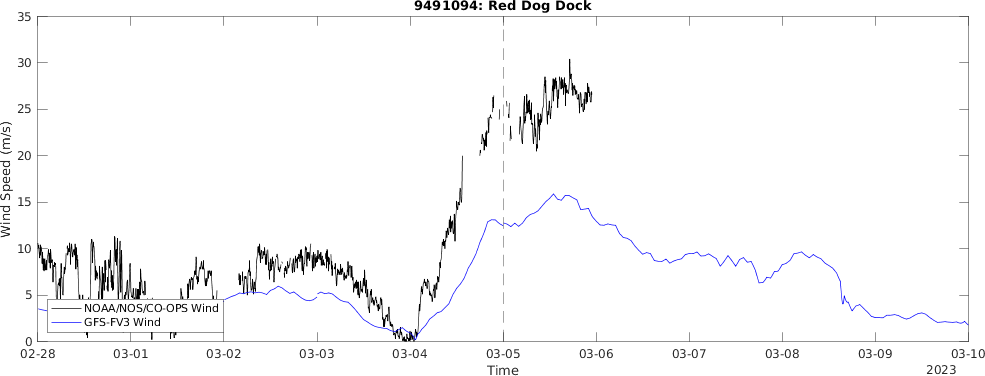 9491094: Red Dog Dock
35
30
25
20
15
10
5
0
Wind Speed (m/s)
NOAA/NOS/CO-OPS Wind
GFS-FV3 Wind
02-28 03-01 03-02 03-03 03-04 03-05 03-06 03-07 03-08 03-09 03-10
Time
2023